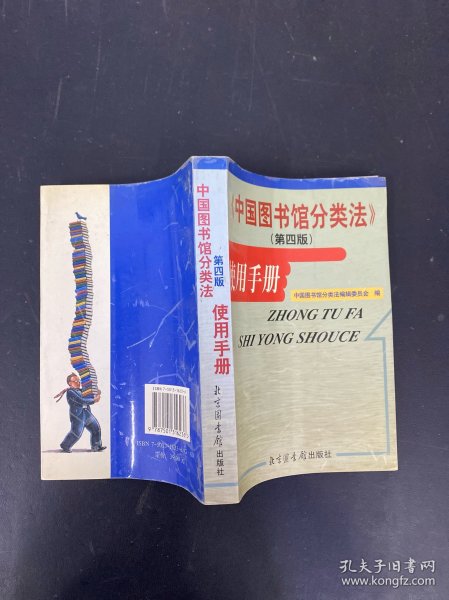 《中国图书馆分类法》
(第四版)
使用手册
中国图书馆分类法编辑委员会 编
ZHONG TU FA
SHI YONG SHOUCE
北京图书馆出版社
中国图书馆分类法
第四版
使用手册
北京图书馆出版社
孔夫子旧书网
www.kongfz.com